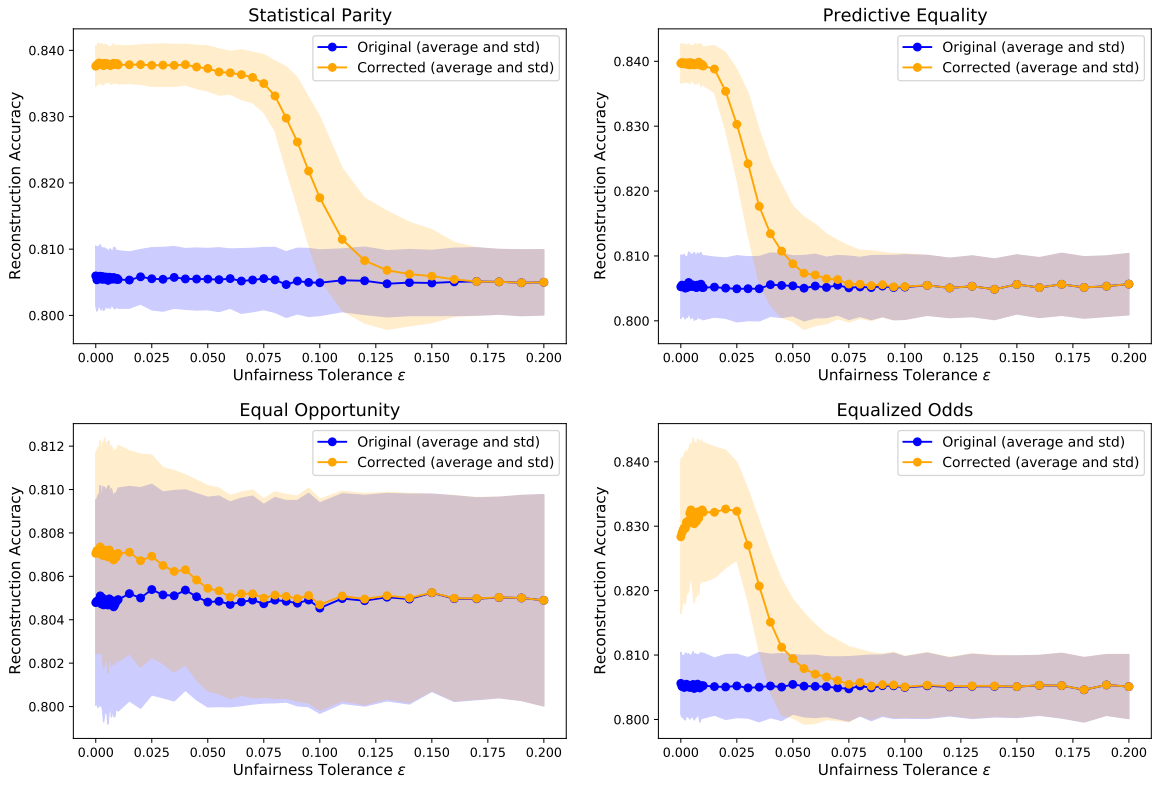 Statistical Parity
Reconstruction Accuracy
0.840
0.830
0.820
0.810
0.800
Original (average and std)
Corrected (average and std)
0.000 0.025 0.050 0.075 0.100 0.125 0.150 0.175 0.200
Unfairness Tolerance ε
Predictive Equality
Reconstruction Accuracy
0.840
0.830
0.820
0.810
0.800
Original (average and std)
Corrected (average and std)
0.000 0.025 0.050 0.075 0.100 0.125 0.150 0.175 0.200
Unfairness Tolerance ε
Equal Opportunity
Reconstruction Accuracy
0.812
0.810
0.808
0.806
0.804
0.802
0.800
Original (average and std)
Corrected (average and std)
0.000 0.025 0.050 0.075 0.100 0.125 0.150 0.175 0.200
Unfairness Tolerance ε
Equalized Odds
Reconstruction Accuracy
0.840
0.830
0.820
0.810
0.800
Original (average and std)
Corrected (average and std)
0.000 0.025 0.050 0.075 0.100 0.125 0.150 0.175 0.200
Unfairness Tolerance ε